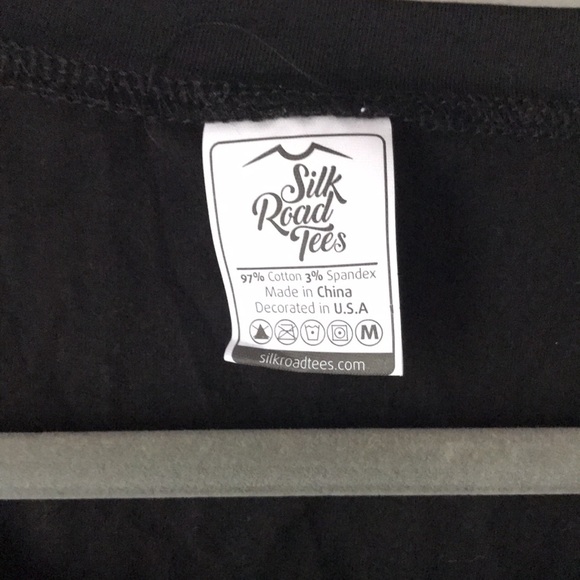 Silk
Road
Tees
97% Cotton 3% Spandex
Made in China
Decorated in U.S.A
M
silkroadtees.com